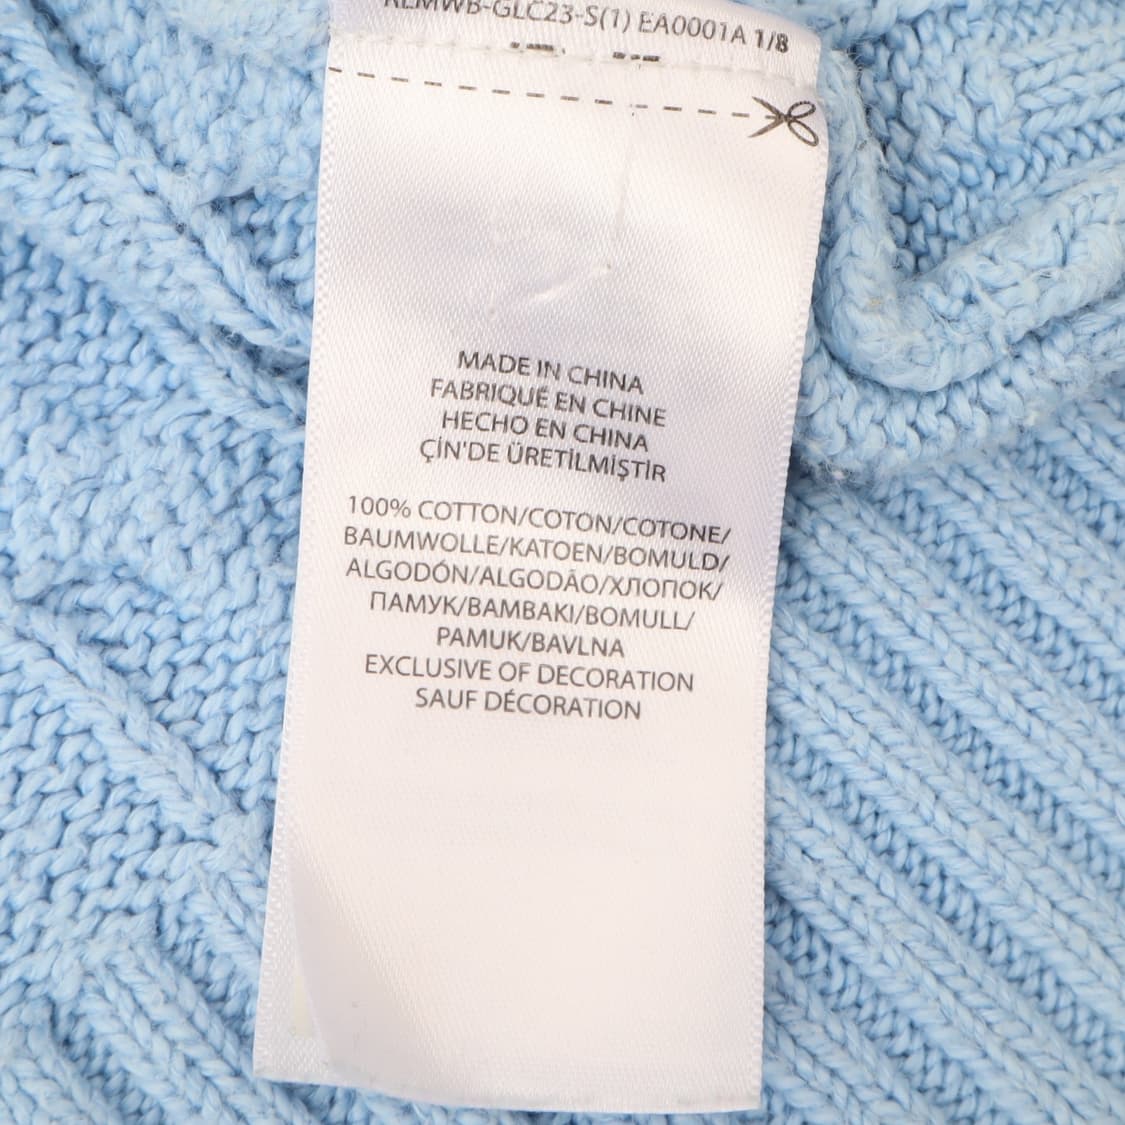 RLMWB-GLC23-S(1) EA0001A 1/8
MADE IN CHINA
FABRIQUÉ EN CHINE
HECHO EN CHINA
ÇİN'DE ÜRETİLMİŞTİR
100% COTTON/COTON/COTONE/
BAUMWOLLE/KATOEN/BOMULD/
ALGODÓN/ALGODÃO/ХЛОПОК/
ПАМУК/BAMBAKI/BOMULL/
PAMUK/BAVLNA
EXCLUSIVE OF DECORATION
SAUF DÉCORATION